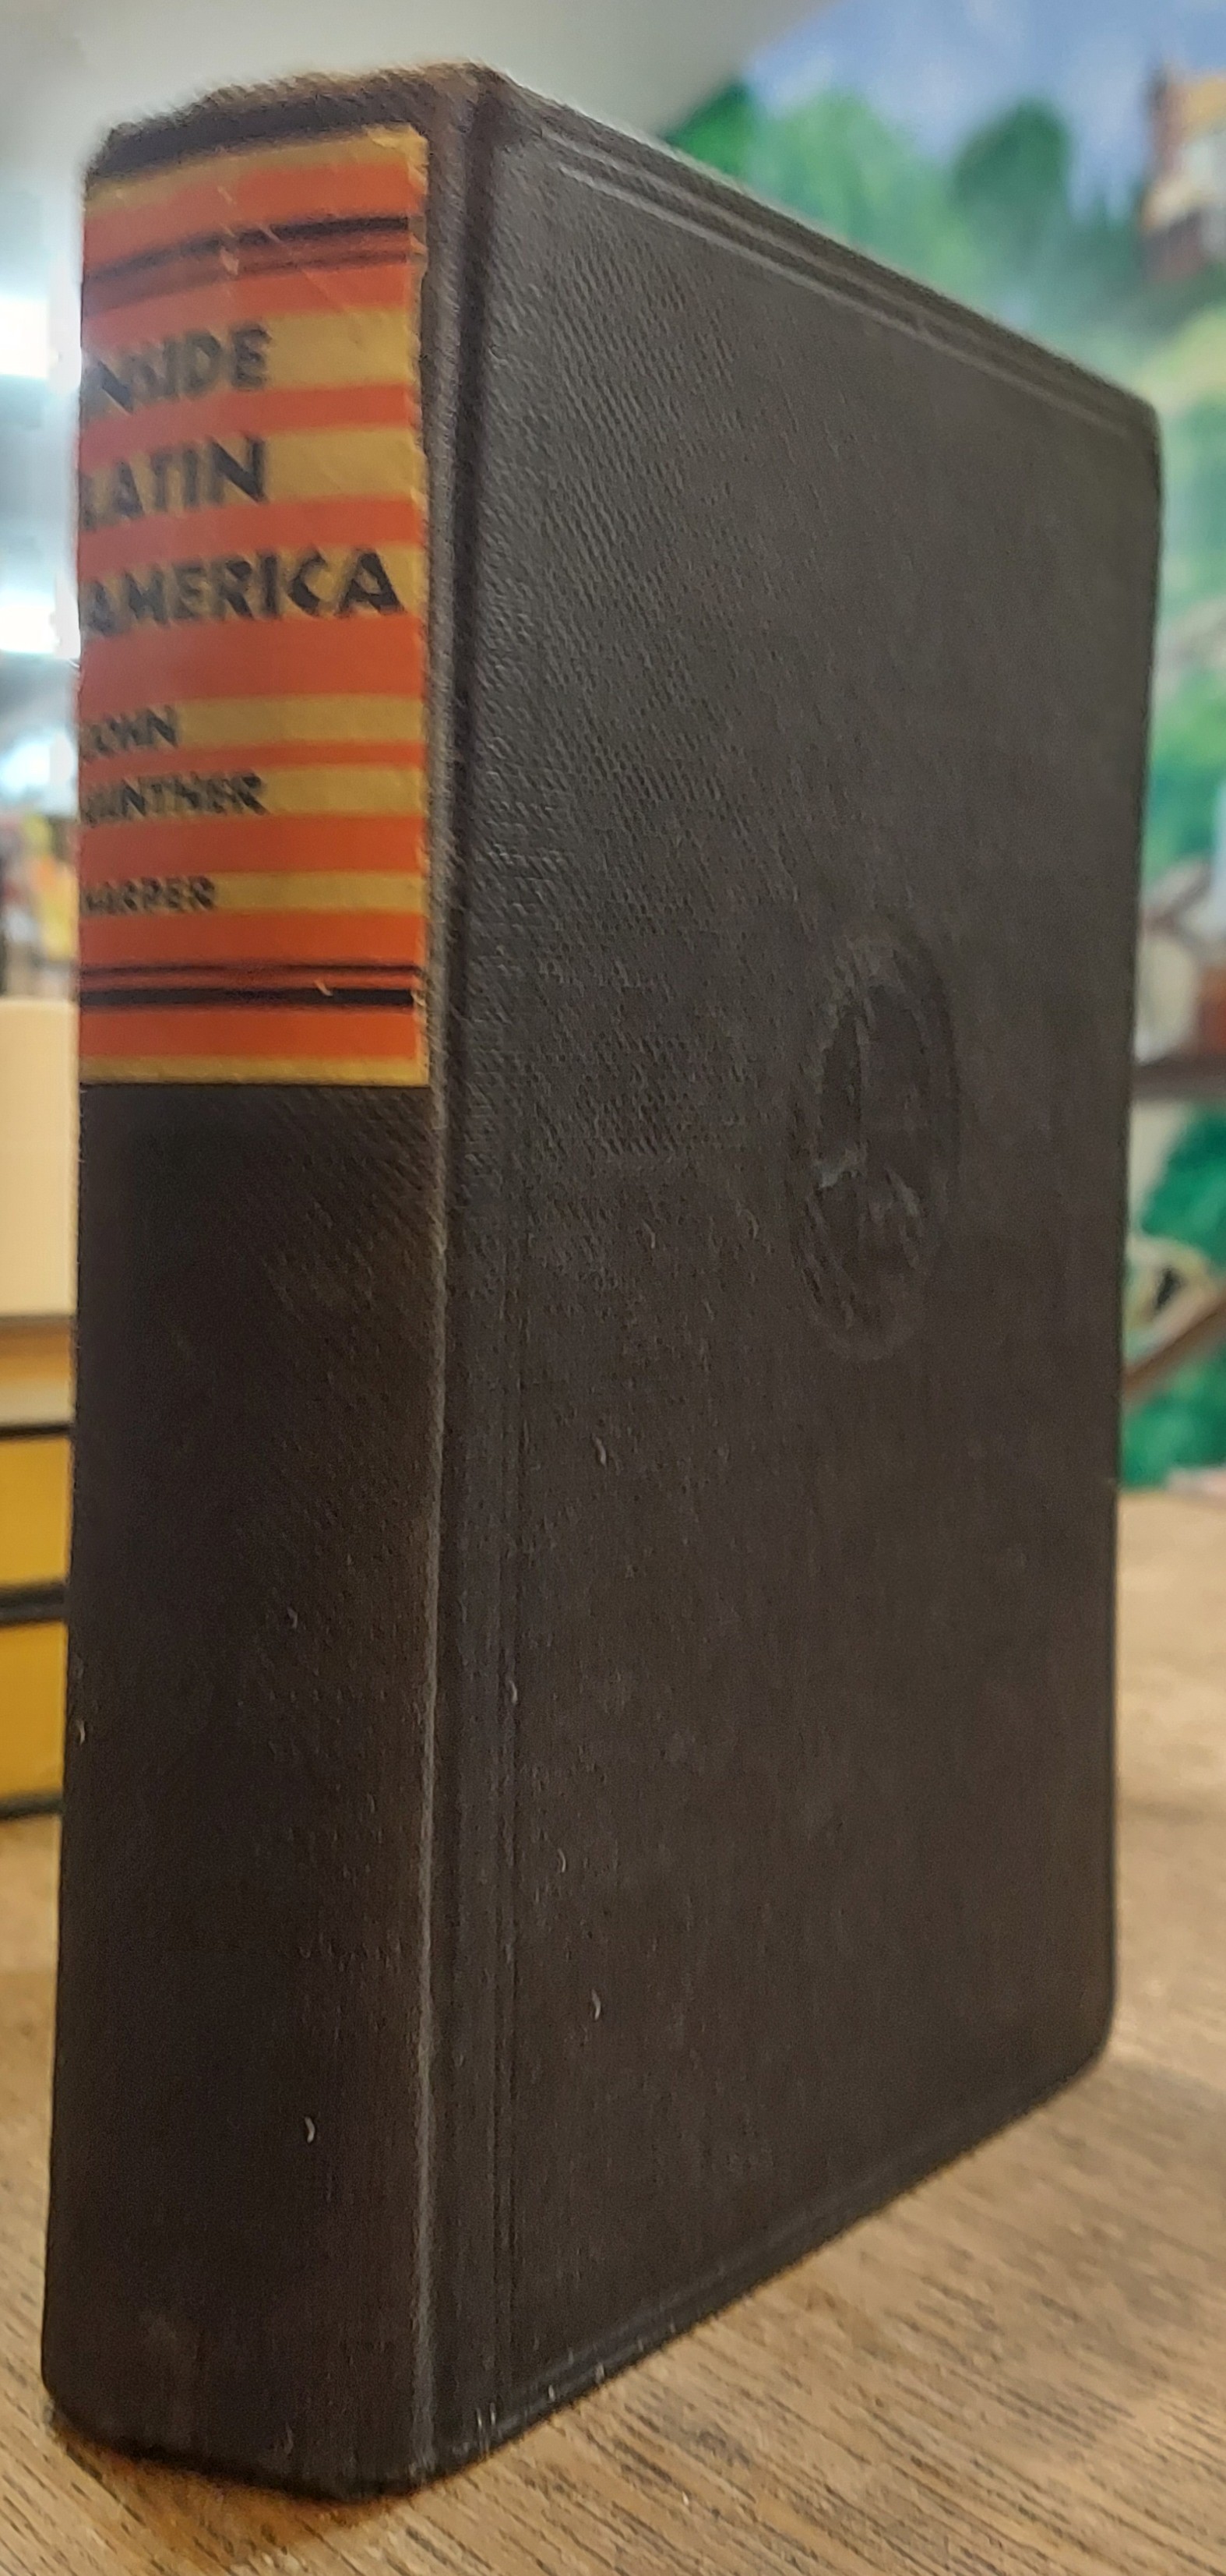 INSIDE
LATIN
AMERICA
JOHN
GUNTHER
HARPER